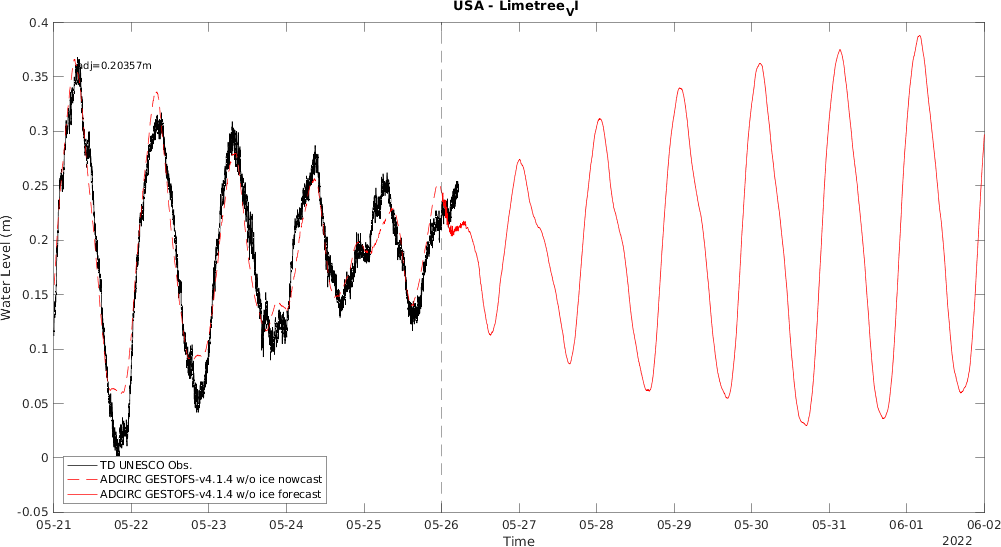 USA - LimetreeVI
0.4
0.35
0.3
0.25
0.2
0.15
0.1
0.05
0
-0.05
Water Level (m)
adj=0.20357m
TD UNESCO Obs.
ADCIRC GESTOFS-v4.1.4 w/o ice nowcast
ADCIRC GESTOFS-v4.1.4 w/o ice forecast
05-21 05-22 05-23 05-24 05-25 05-26 05-27 05-28 05-29 05-30 05-31 06-01 06-02
Time
2022